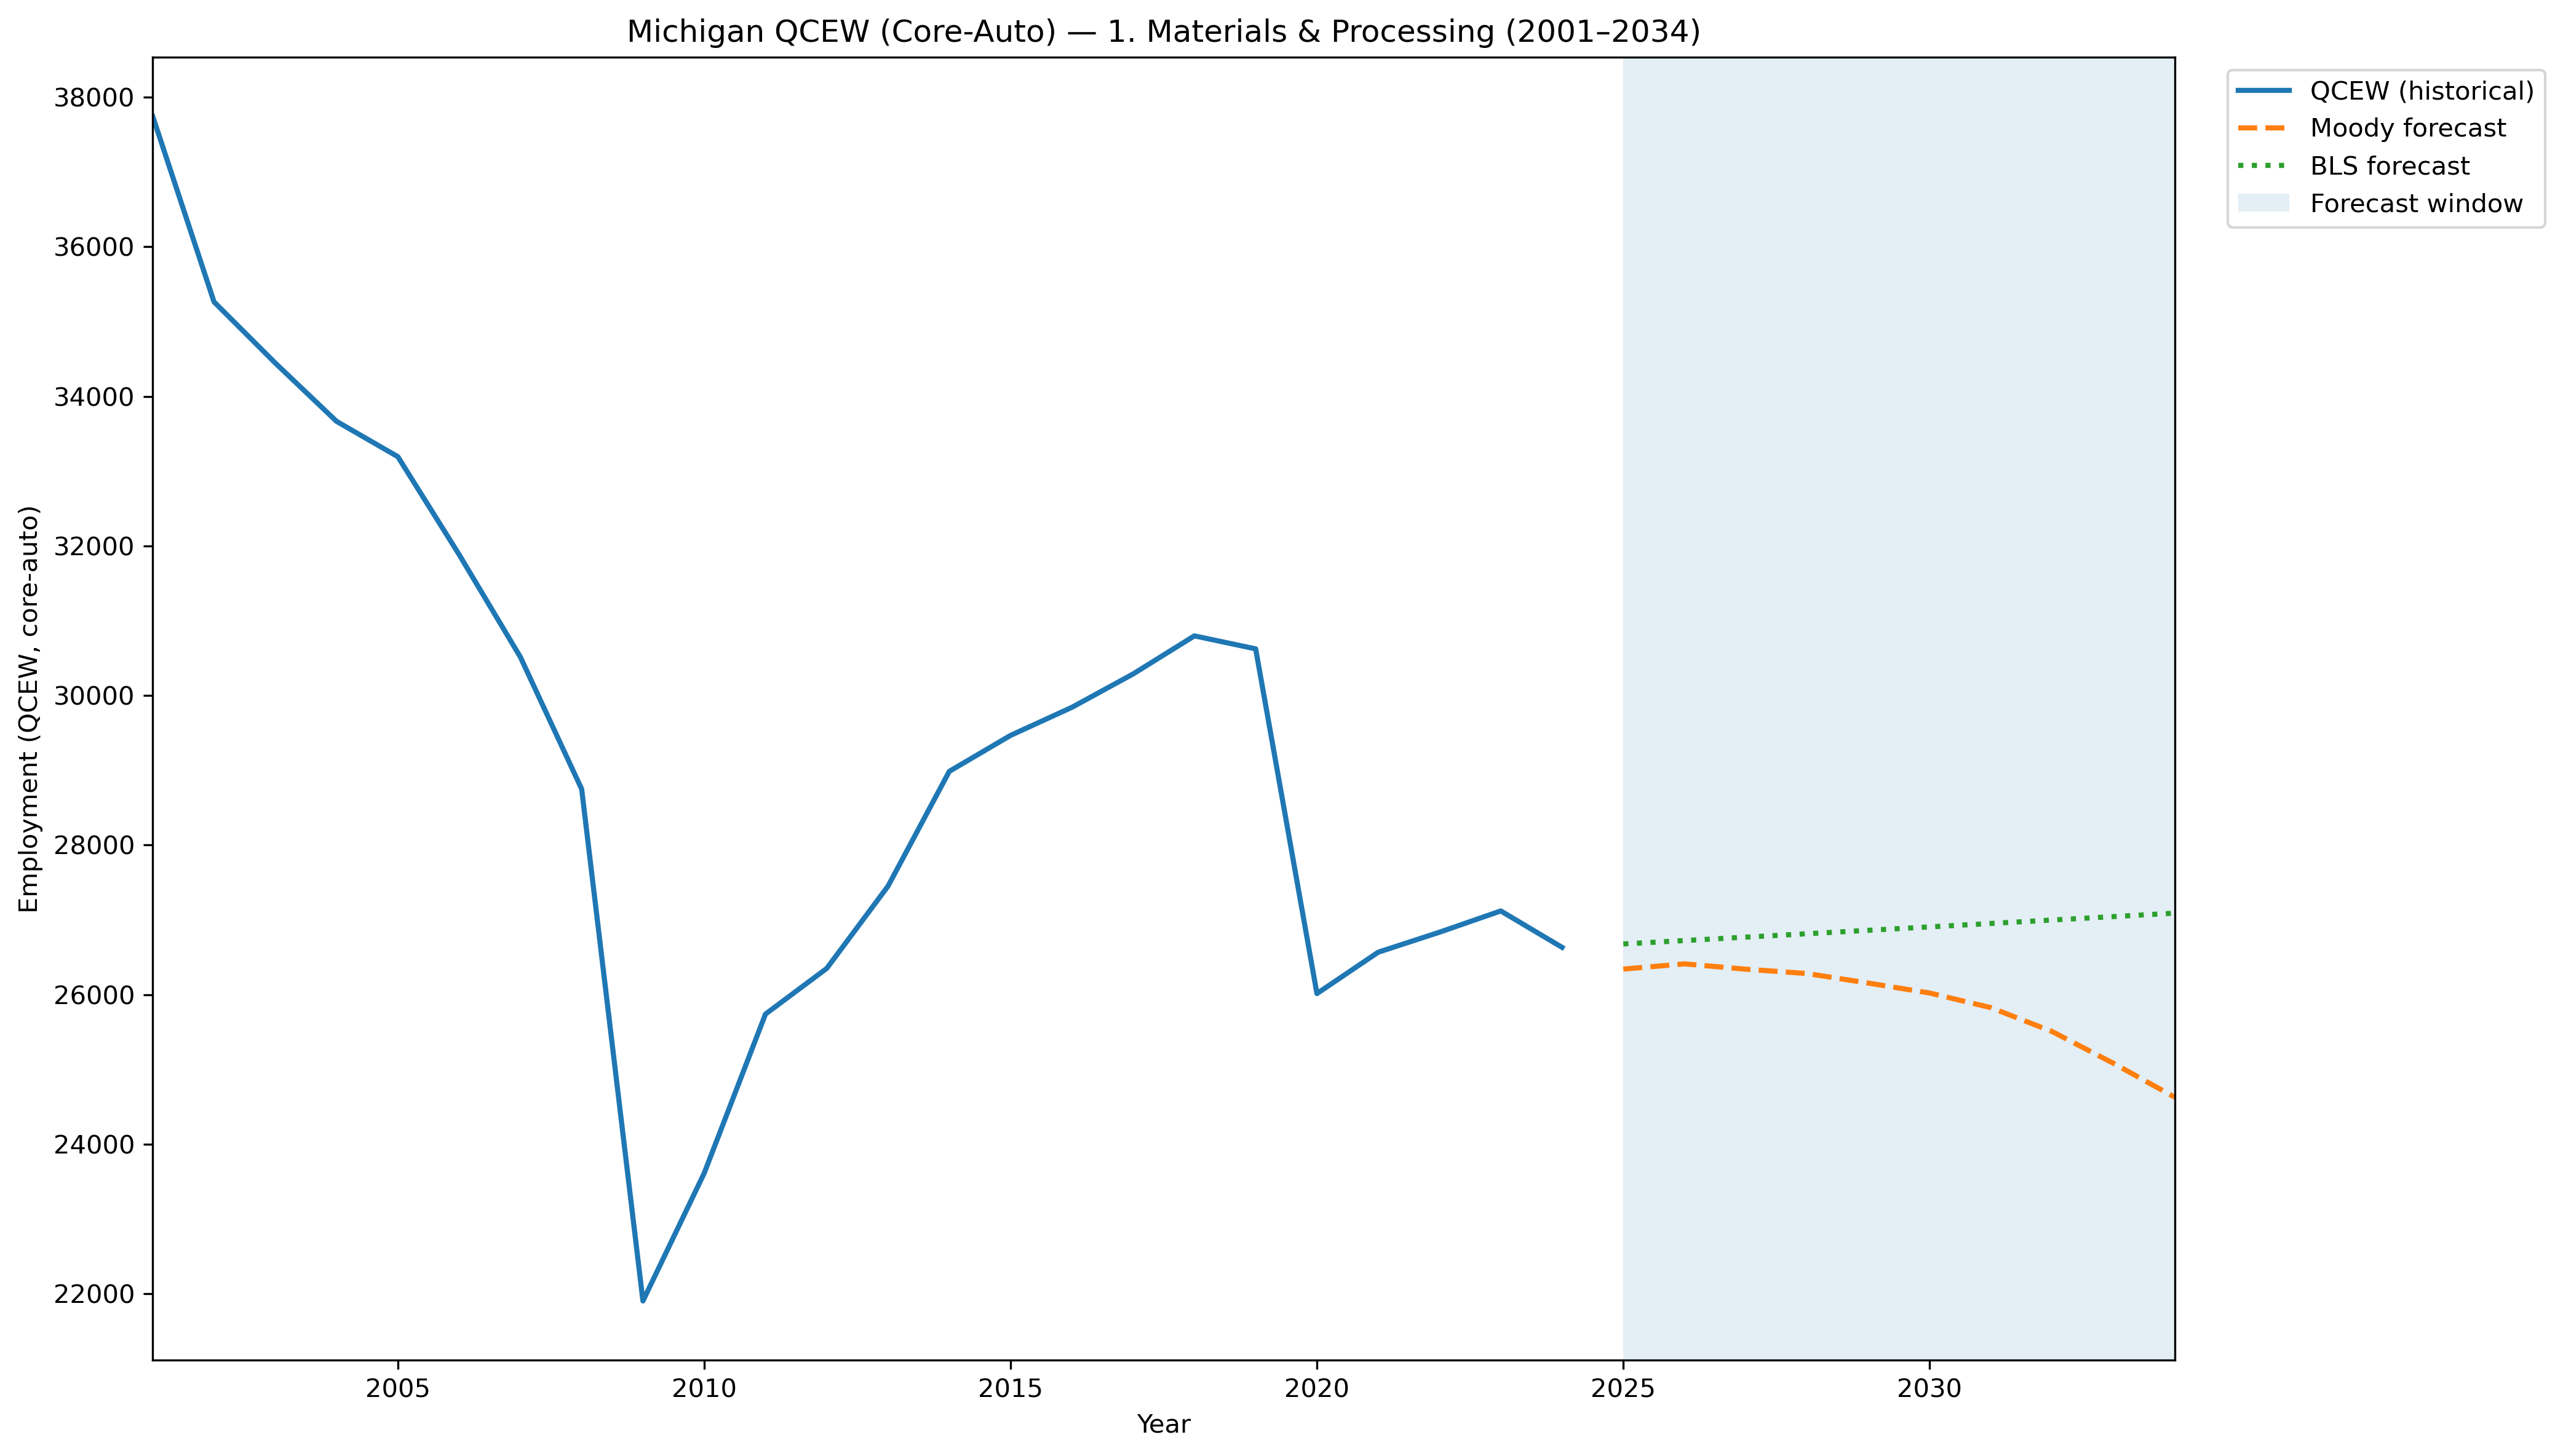 Michigan QCEW (Core-Auto) — 1. Materials & Processing (2001–2034)
QCEW (historical)
Moody forecast
BLS forecast
Forecast window
Employment (QCEW, core-auto)
38000
36000
34000
32000
30000
28000
26000
24000
22000
2005
2010
2015
2020
2025
2030
Year